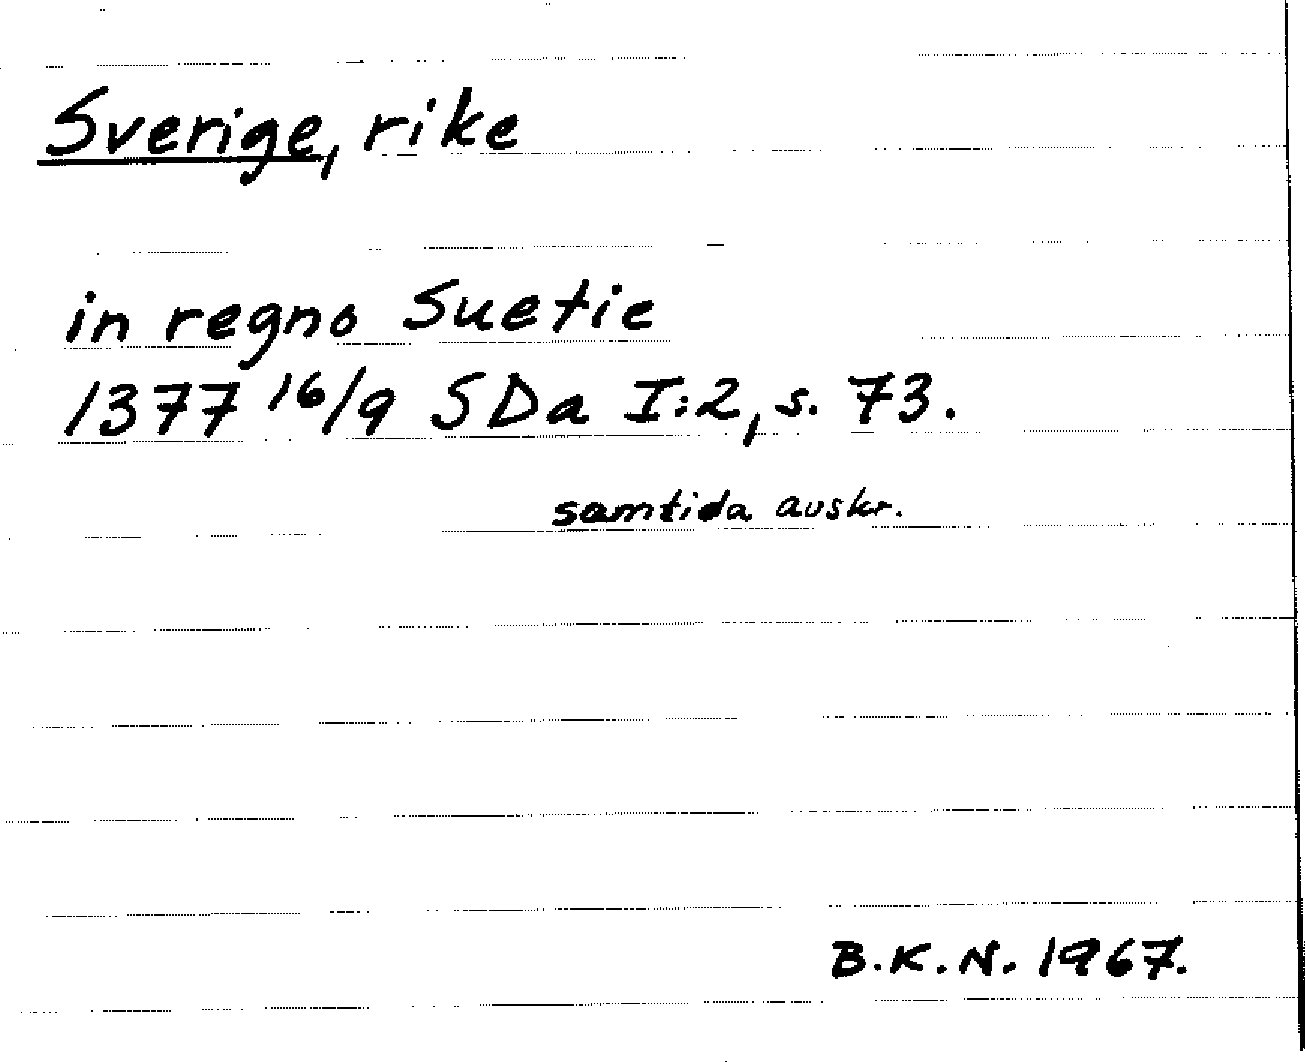 Sverige, rike
in regno Suetie
1377 16/9 SDa I:2, s. 73.
samtida avskr.
B.K.N. 1967.